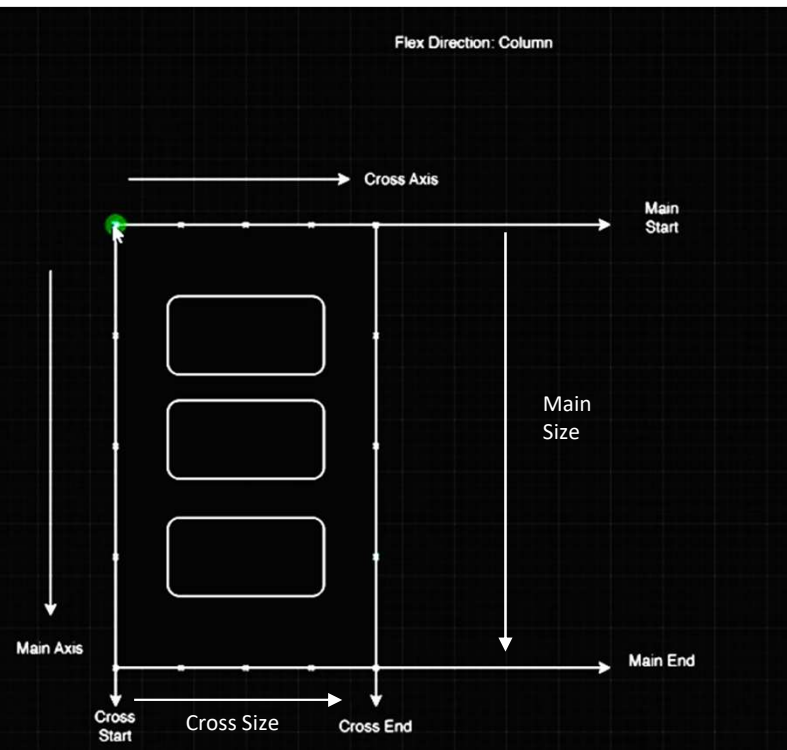 Flex Direction: Column
Cross Axis
Main
Start
Main
Size
Main Axis
Main End
Cross
Start
Cross Size
Cross End